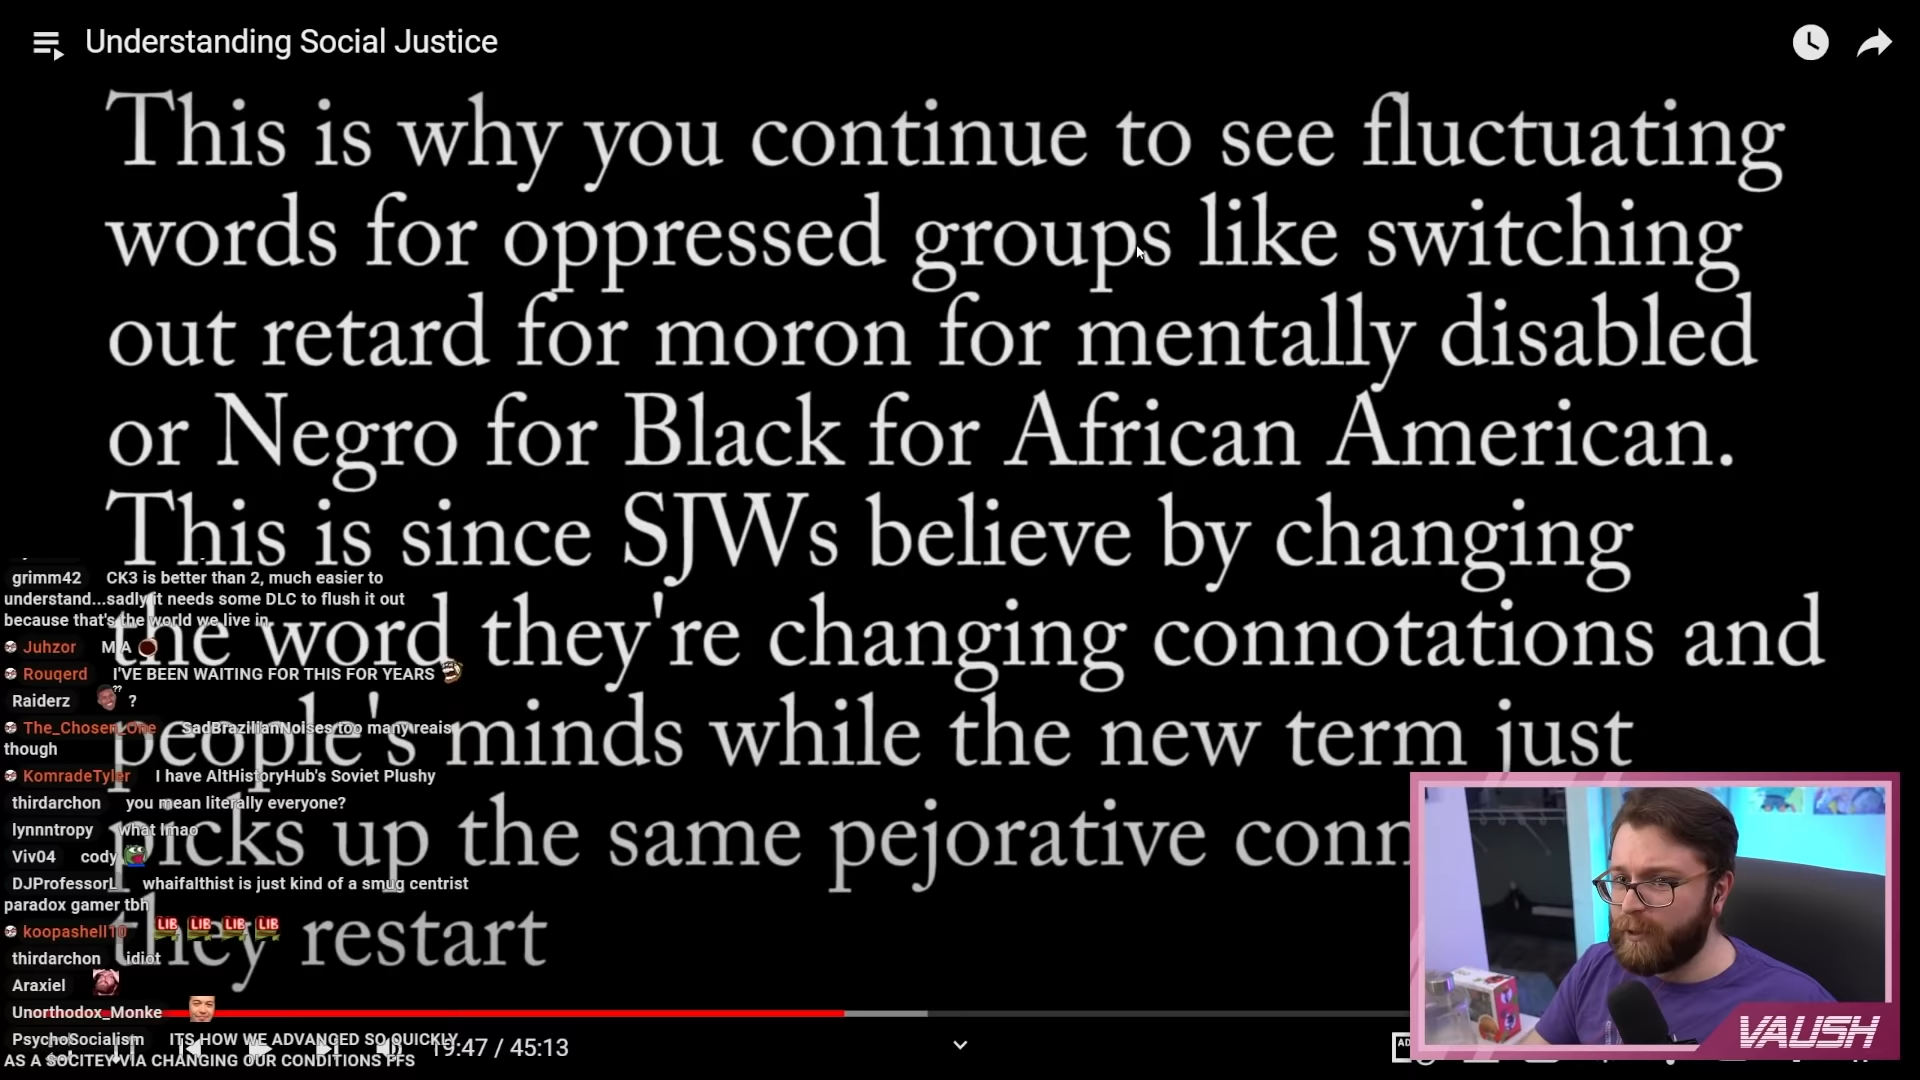 Understanding Social Justice
This is why you continue to see fluctuating
words for oppressed groups like switching
out retard for moron for mentally disabled
or Negro for Black for African American.
This is since SJWs believe by changing
the word they're changing connotations and
people's minds while the new term just
picks up the same pejorative conn
they restart
grimm42 CK3 is better than 2, much easier to
understand...sadly it needs some DLC to flush it out
because that's the world we live in
Juhzor M A
Rouqerd I'VE BEEN WAITING FOR THIS FOR YEARS
Raiderz ?
The_Chosen_One SadBrazilianNoises too many reais
though
KomradeTyler I have AltHistoryHub's Soviet Plushy
thirdarchon you mean literally everyone?
lynnntropy what lmao
Viv04 cody
DJProfessorL whaifalthist is just kind of a smug centrist
paradox gamer tbh
koopashell10 LIB LIB LIB LIB
thirdarchon idiot
Araxiel
Unorthodox_Monke
PsychoSocialism ITS HOW WE ADVANCED SO QUICKLY
AS A SOCITEY VIA CHANGING OUR CONDITIONS PFS
19:47 / 45:13
VAUSH